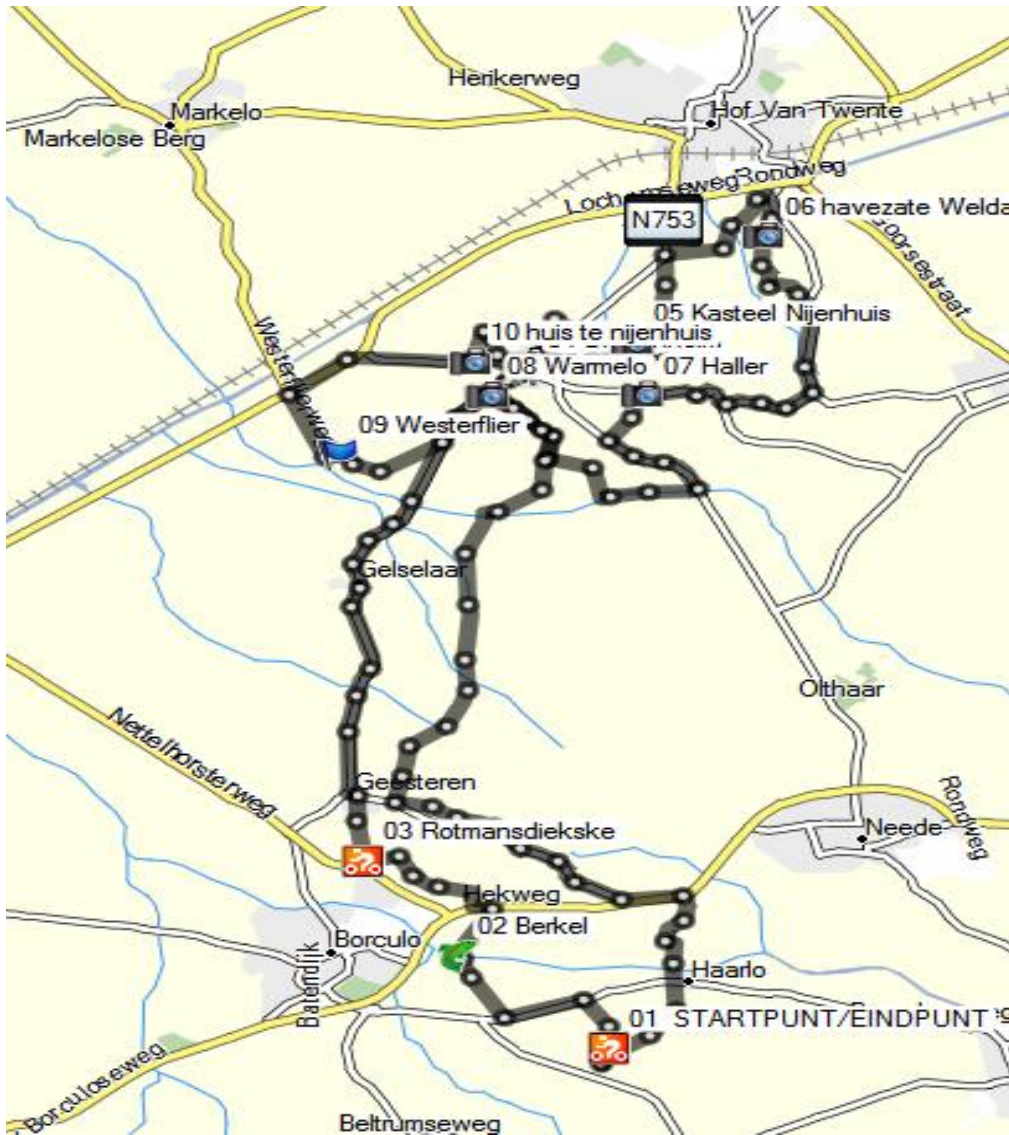 Herikerweg
Markelo
Hof Van Twente
Markelose Berg
Rondweg
N753
06 havezate Welda
Goorsestraat
05 Kasteel Nijenhuis
10 huis te nijenhuis
08 Warmelo
07 Haller
09 Westerflier
Gelselaar
Olthaar
Nettelhorsterweg
Geesteren
Rondweg
03 Rotmansdiekske
Neede
Hekweg
02 Berkel
Borculo
Batendijk
Haarlo
01 STARTPUNT/EINDPUNT
Borculoseweg
Beltrumseweg